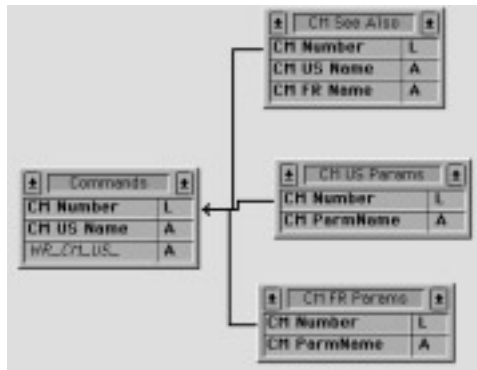 CM See Also
CM Number L
CM US Name A
CM FR Name A
CM US Params
CM Number L
CM ParmName A
Commands
CM Number L
CM US Name A
A
CM FR Params
CM Number L
CM ParmName A